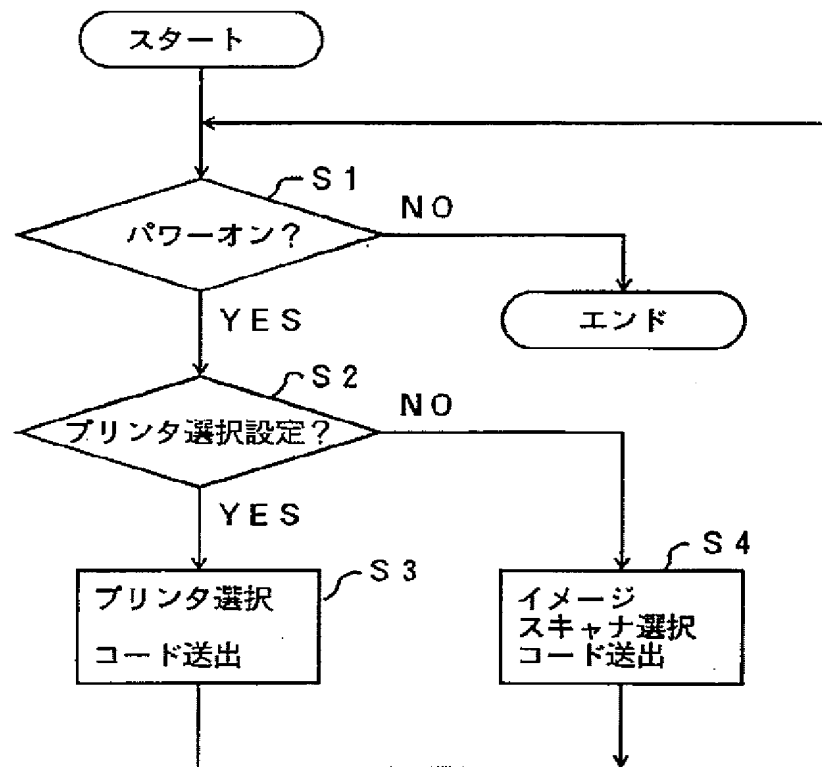 スタート
S1
パワーオン？
NO
YES
エンド
S2
プリンタ選択設定？
NO
YES
S3
プリンタ選択
コード送出
S4
イメージ
スキャナ選択
コード送出